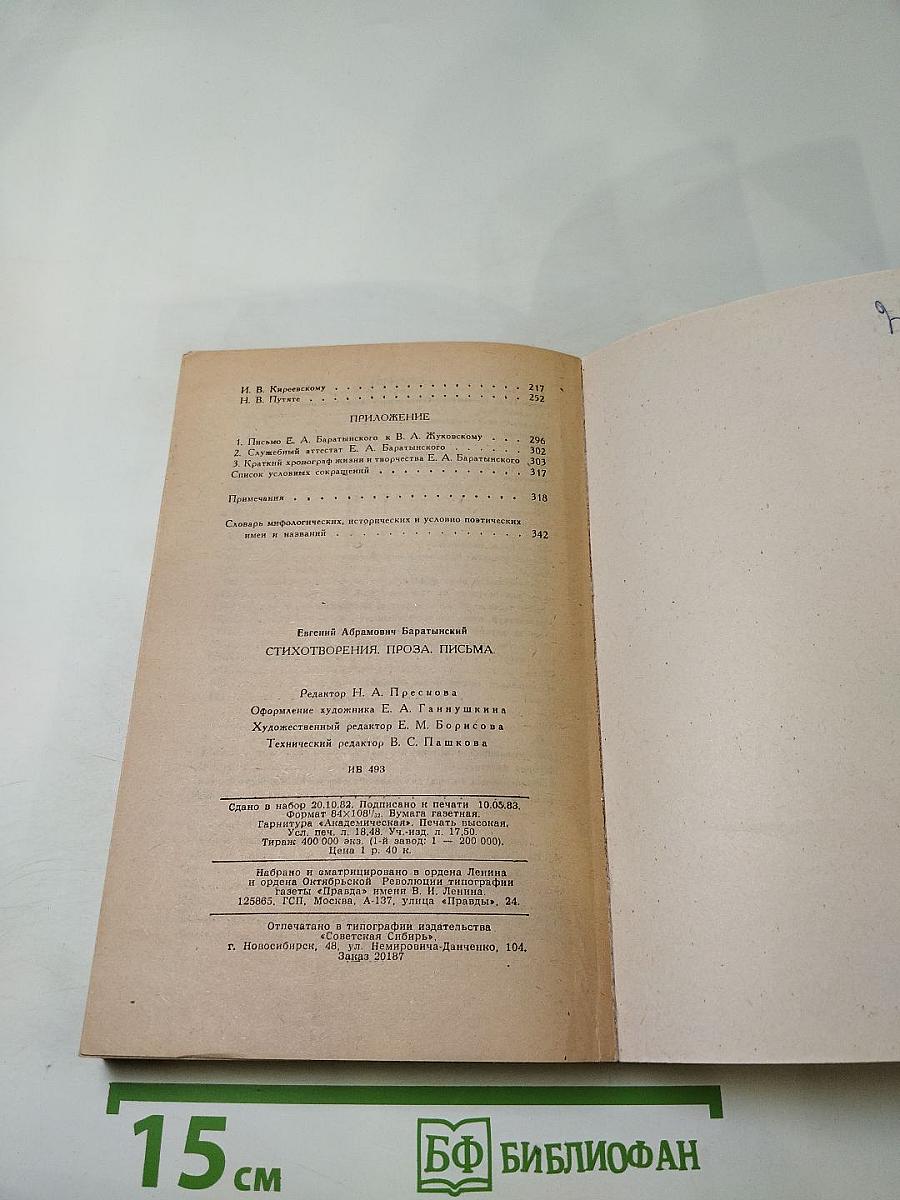 И. В. Киреевскому . . . . . . . . . . . . . . . . 217
Н. В. Путяте . . . . . . . . . . . . . . . . . . 252
ПРИЛОЖЕНИЕ
1. Письмо Е. А. Баратынского к В. А. Жуковскому . . . 296
2. Служебный аттестат Е. А. Баратынского . . . . . . 302
3. Краткий хронограф жизни и творчества Е. А. Баратынского 303
Список условных сокращений . . . . . . . . . . . . 317
Примечания . . . . . . . . . . . . . . . . . . 318
Словарь мифологических, исторических и условно поэтических
имен и названий . . . . . . . . . . . . . . . 342
Евгений Абрамович Баратынский
СТИХОТВОРЕНИЯ. ПРОЗА. ПИСЬМА.
Редактор Н. А. Преснова
Оформление художника Е. А. Ганнушкина
Художественный редактор Е. М. Борисова
Технический редактор В. С. Пашкова
ИБ 493
Сдано в набор 20.10.82. Подписано к печати 10.05.83.
Формат 84×108¹/₃₂. Бумага газетная.
Гарнитура «Академическая». Печать высокая.
Усл. печ. л. 18,48. Уч.-изд. л. 17,50.
Тираж 400 000 экз. (1-й завод: 1 — 200 000).
Цена 1 р. 40 к.
Набрано и сматрицировано в ордена Ленина
и ордена Октябрьской Революции типографии
газеты «Правда» имени В. И. Ленина.
125865, ГСП, Москва, А-137, улица «Правды», 24.
Отпечатано в типографии издательства
«Советская Сибирь»,
г. Новосибирск, 48, ул. Немировича-Данченко, 104.
Заказ 20187
15 см
БФ БИБЛИОФАН